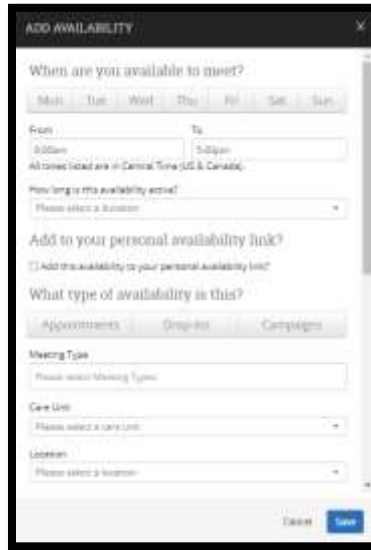 ADD AVAILABILITY ×
When are you available to meet?
Mon Tue Wed Thu Fri Sat Sun
From To
9:00am 5:00pm
All times listed are in Central Time (US & Canada).
How long is this availability active?
Please select a duration
Add to your personal availability link?
Add this availability to your personal availability link?
What type of availability is this?
Appointments Drop-ins Campaigns
Meeting Type
Please select Meeting Types
Care Unit
Please select a care unit
Location
Please select a location
Cancel Save